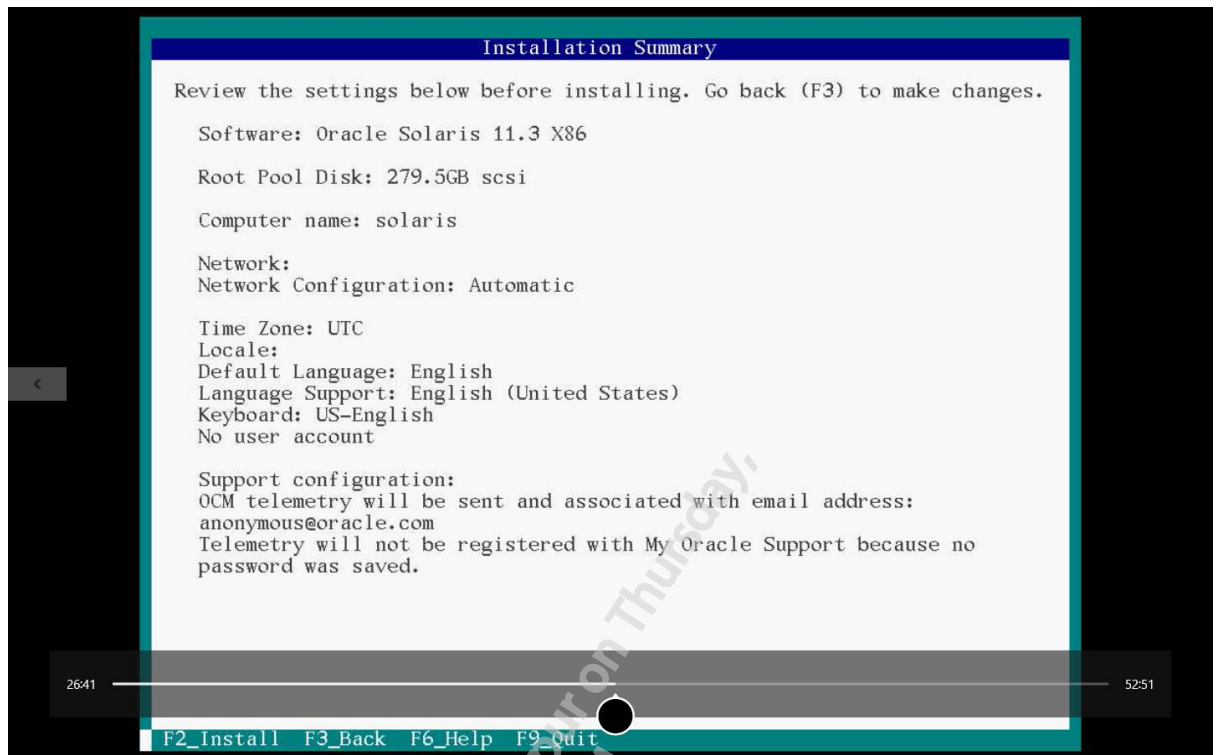 Installation Summary
Review the settings below before installing. Go back (F3) to make changes.
Software: Oracle Solaris 11.3 X86
Root Pool Disk: 279.5GB scsi
Computer name: solaris
Network:
Network Configuration: Automatic
Time Zone: UTC
Locale:
Default Language: English
Language Support: English (United States)
Keyboard: US-English
No user account
Support configuration:
OCM telemetry will be sent and associated with email address:
anonymous@oracle.com
Telemetry will not be registered with My Oracle Support because no
password was saved.
on Thursday,
26:41
52:51
F2_Install F3_Back F6_Help F9_Quit